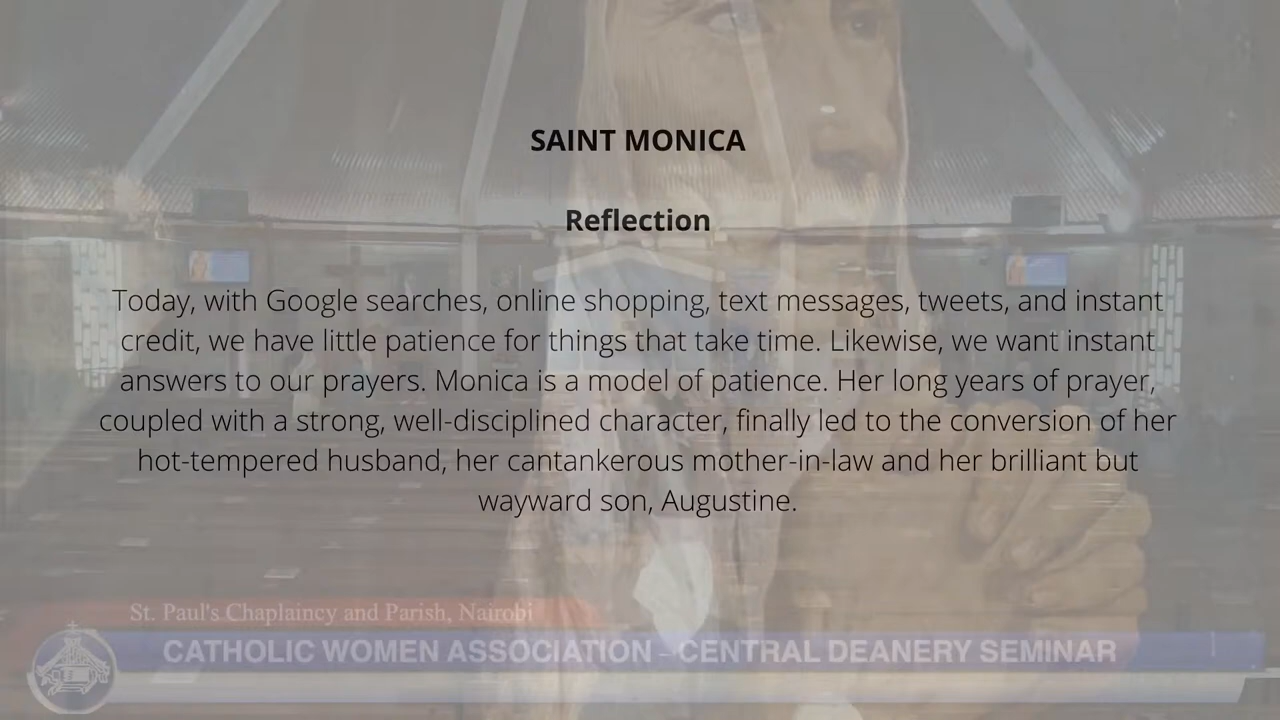 SAINT MONICA
Reflection
Today, with Google searches, online shopping, text messages, tweets, and instant
credit, we have little patience for things that take time. Likewise, we want instant
answers to our prayers. Monica is a model of patience. Her long years of prayer,
coupled with a strong, well-disciplined character, finally led to the conversion of her
hot-tempered husband, her cantankerous mother-in-law and her brilliant but
wayward son, Augustine.
St. Paul's Chaplaincy and Parish, Nairobi
CATHOLIC WOMEN ASSOCIATION - CENTRAL DEANERY SEMINAR